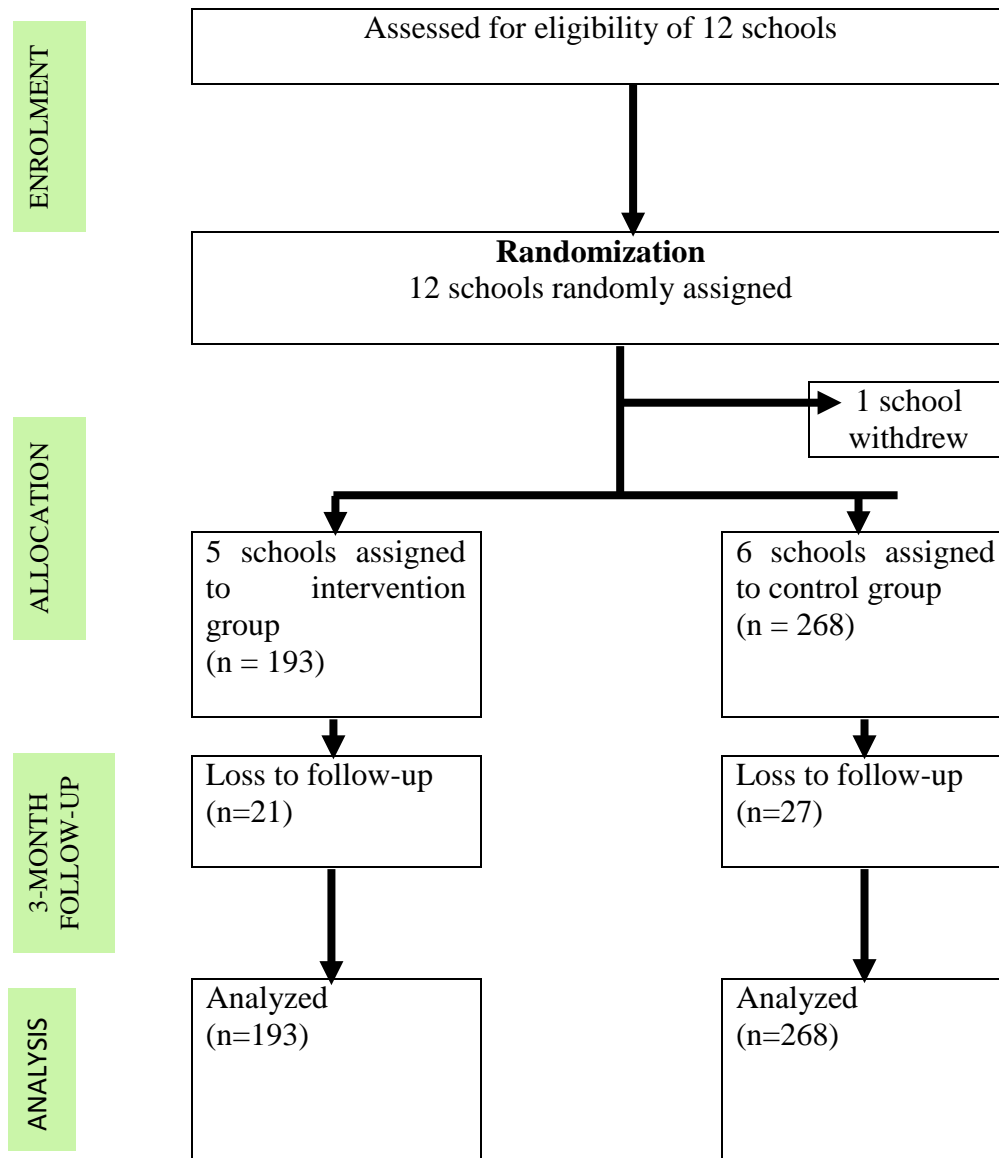 ENROLMENT
Assessed for eligibility of 12 schools
Randomization
12 schools randomly assigned
1 school
withdrew
ALLOCATION
5 schools assigned
to intervention
group
(n = 193)
6 schools assigned
to control group
(n = 268)
3-MONTH
FOLLOW-UP
Loss to follow-up
(n=21)
Loss to follow-up
(n=27)
ANALYSIS
Analyzed
(n=193)
Analyzed
(n=268)